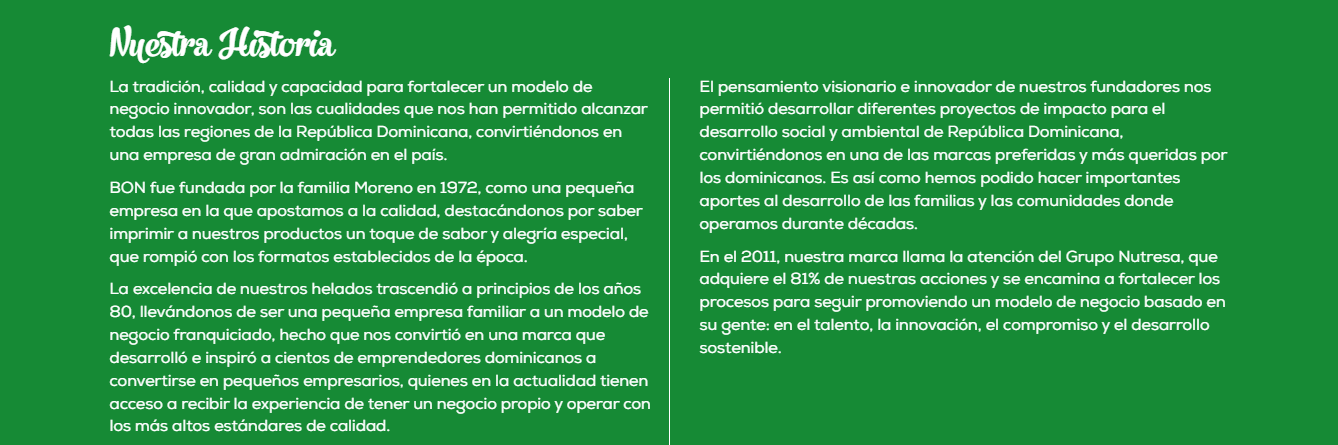 Nuestra Historia
La tradición, calidad y capacidad para fortalecer un modelo de
negocio innovador, son las cualidades que nos han permitido alcanzar
todas las regiones de la República Dominicana, convirtiéndonos en
una empresa de gran admiración en el país.
BON fue fundada por la familia Moreno en 1972, como una pequeña
empresa en la que apostamos a la calidad, destacándonos por saber
imprimir a nuestros productos un toque de sabor y alegría especial,
que rompió con los formatos establecidos de la época.
La excelencia de nuestros helados trascendió a principios de los años
80, llevándonos de ser una pequeña empresa familiar a un modelo de
negocio franquiciado, hecho que nos convirtió en una marca que
desarrolló e inspiró a cientos de emprendedores dominicanos a
convertirse en pequeños empresarios, quienes en la actualidad tienen
acceso a recibir la experiencia de tener un negocio propio y operar con
los más altos estándares de calidad.
El pensamiento visionario e innovador de nuestros fundadores nos
permitió desarrollar diferentes proyectos de impacto para el
desarrollo social y ambiental de República Dominicana,
convirtiéndonos en una de las marcas preferidas y más queridas por
los dominicanos. Es así como hemos podido hacer importantes
aportes al desarrollo de las familias y las comunidades donde
operamos durante décadas.
En el 2011, nuestra marca llama la atención del Grupo Nutresa, que
adquiere el 81% de nuestras acciones y se encamina a fortalecer los
procesos para seguir promoviendo un modelo de negocio basado en
su gente: en el talento, la innovación, el compromiso y el desarrollo
sostenible.